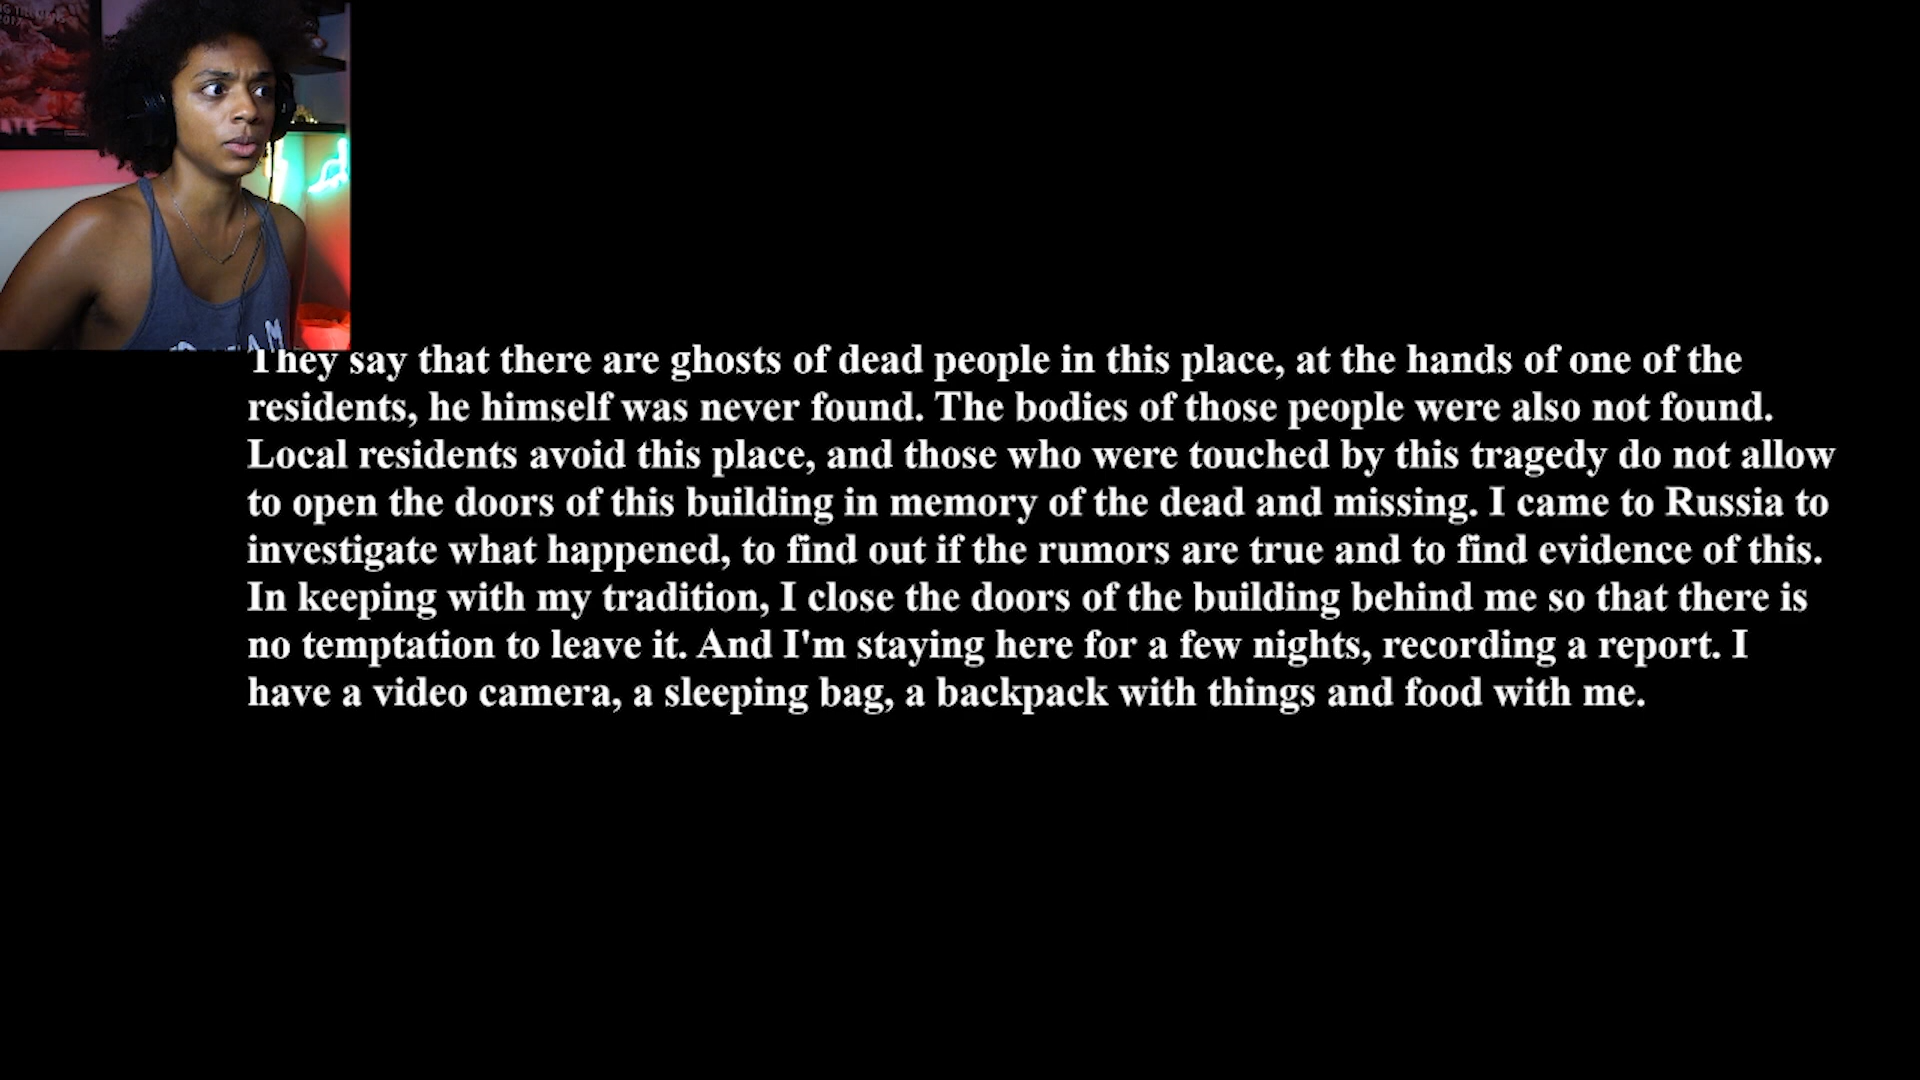 They say that there are ghosts of dead people in this place, at the hands of one of the
residents, he himself was never found. The bodies of those people were also not found.
Local residents avoid this place, and those who were touched by this tragedy do not allow
to open the doors of this building in memory of the dead and missing. I came to Russia to
investigate what happened, to find out if the rumors are true and to find evidence of this.
In keeping with my tradition, I close the doors of the building behind me so that there is
no temptation to leave it. And I'm staying here for a few nights, recording a report. I
have a video camera, a sleeping bag, a backpack with things and food with me.